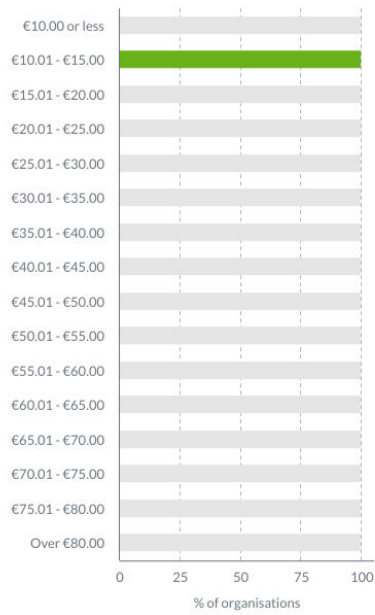 €10.00 or less
€10.01 - €15.00
€15.01 - €20.00
€20.01 - €25.00
€25.01 - €30.00
€30.01 - €35.00
€35.01 - €40.00
€40.01 - €45.00
€45.01 - €50.00
€50.01 - €55.00
€55.01 - €60.00
€60.01 - €65.00
€65.01 - €70.00
€70.01 - €75.00
€75.01 - €80.00
Over €80.00
0 25 50 75 100
% of organisations